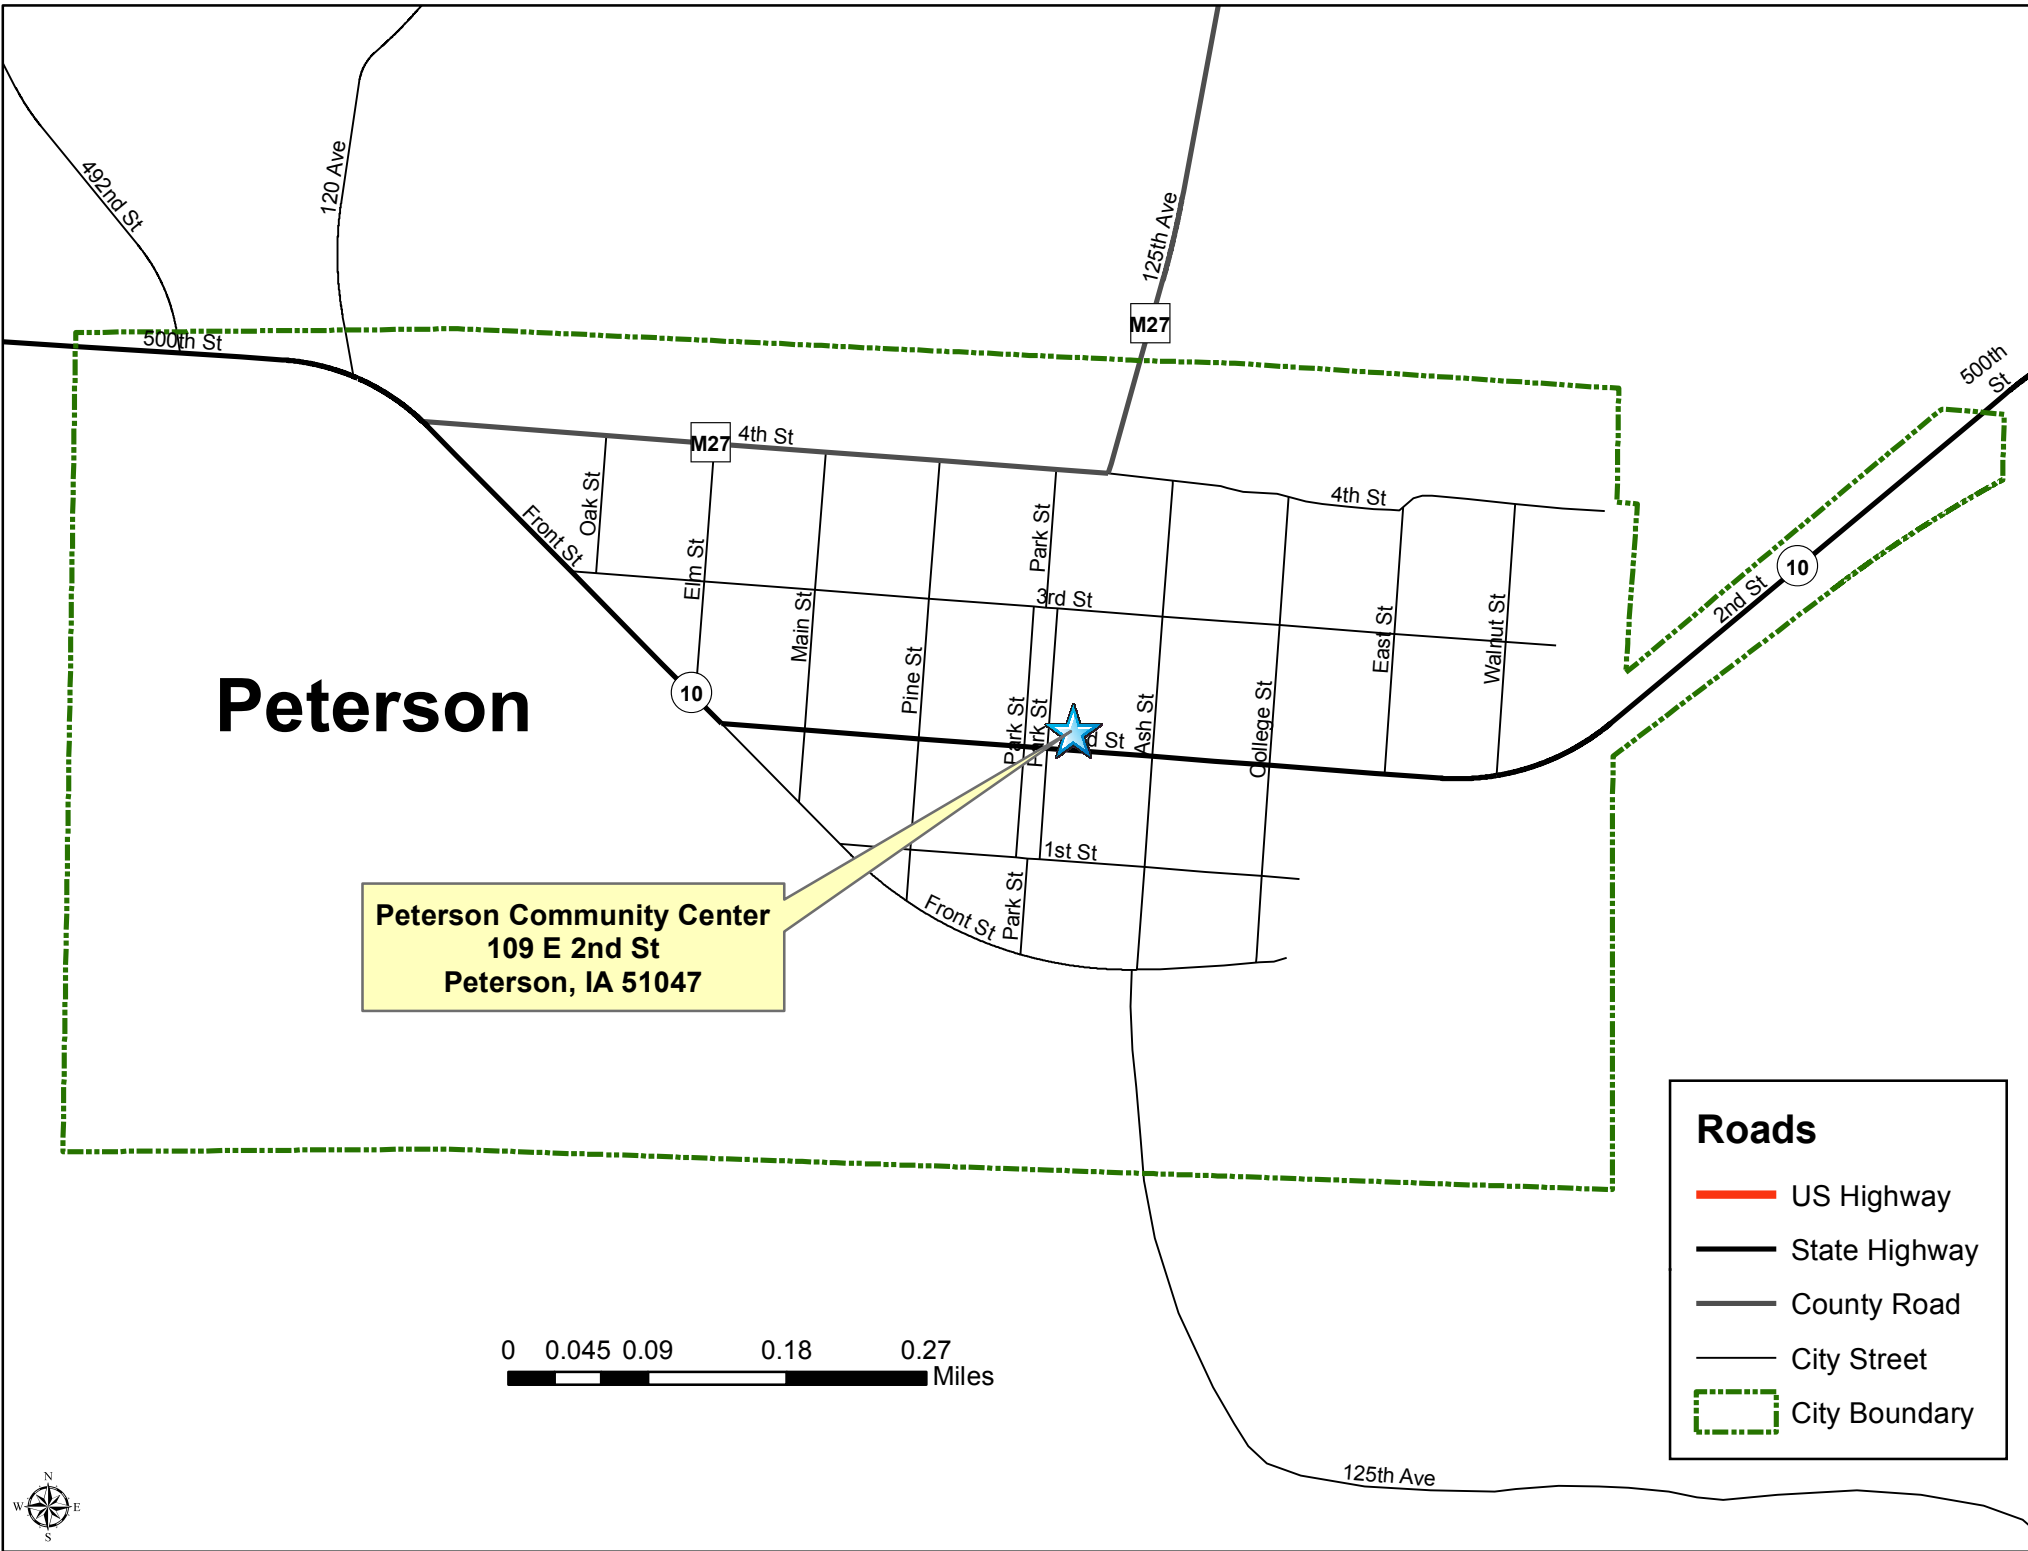 492nd St
120 Ave
125th Ave
M27
500th St
500th
St
M27
4th St
4th St
Oak St
Front St
Elm St
Park St
3rd St
10
2nd St
Main St
Pine St
East St
Walnut St
Peterson
10
Park St
Park St
d St
Ash St
College St
1st St
Park St
Front St
Peterson Community Center
109 E 2nd St
Peterson, IA 51047
Roads
US Highway
State Highway
County Road
City Street
City Boundary
0 0.045 0.09 0.18 0.27
Miles
125th Ave
N
W E
S